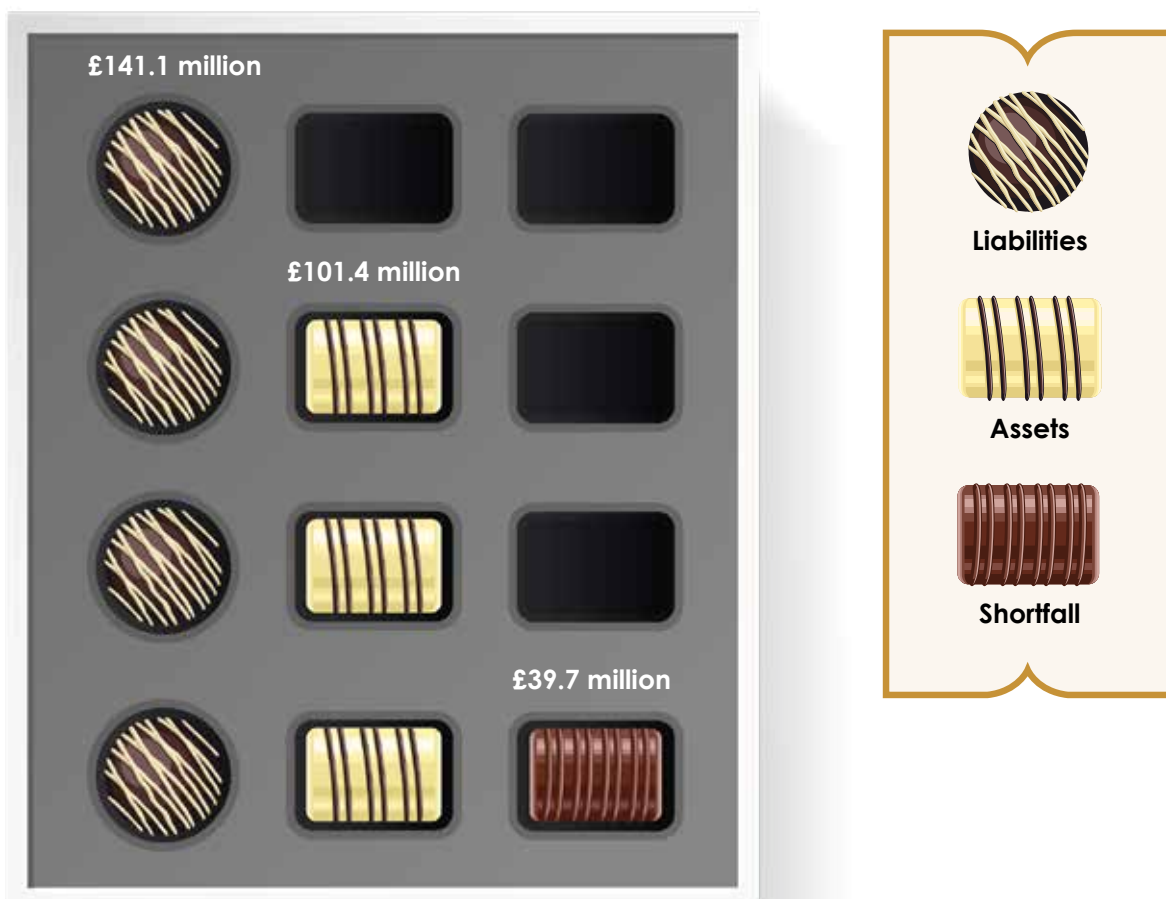 £141.1 million
£101.4 million
£39.7 million
Liabilities
Assets
Shortfall